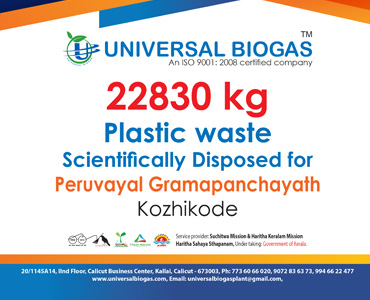 UNIVERSAL BIOGAS TM
An ISO 9001: 2008 certified company
22830 kg
Plastic waste
Scientifically Disposed for
Peruvayal Gramapanchayath
Kozhikode
Service provider: Suchitwa Mission & Haritha Keralam Mission
Haritha Sahaya Sthapanam, Under: Government of Kerala.
20/1145A14, IInd Floor, Calicut Business Center, Kallai, Calicut - 673003, Ph: 773 60 66 020, 9072 83 63 73, 994 66 22 477
www.universalbiogas.com, Email: universalbiogasplant@gmail.com,